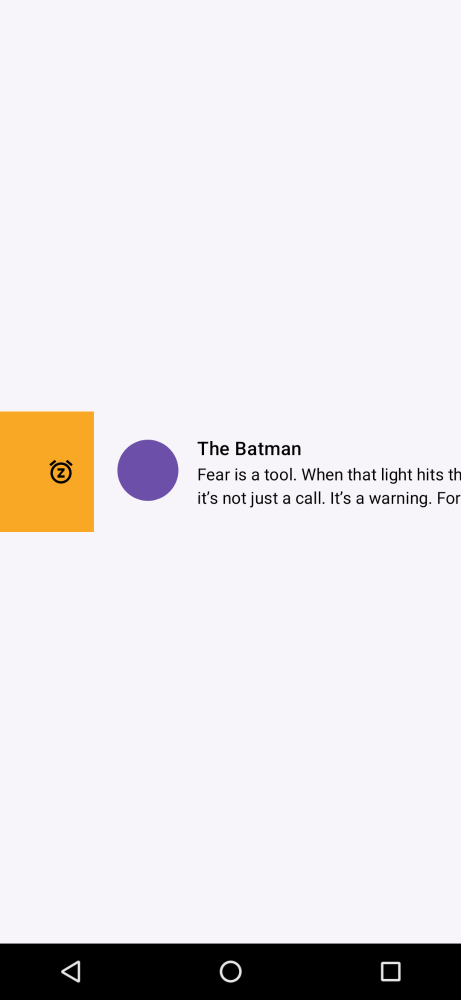 The Batman
Fear is a tool. When that light hits th
it’s not just a call. It’s a warning. For